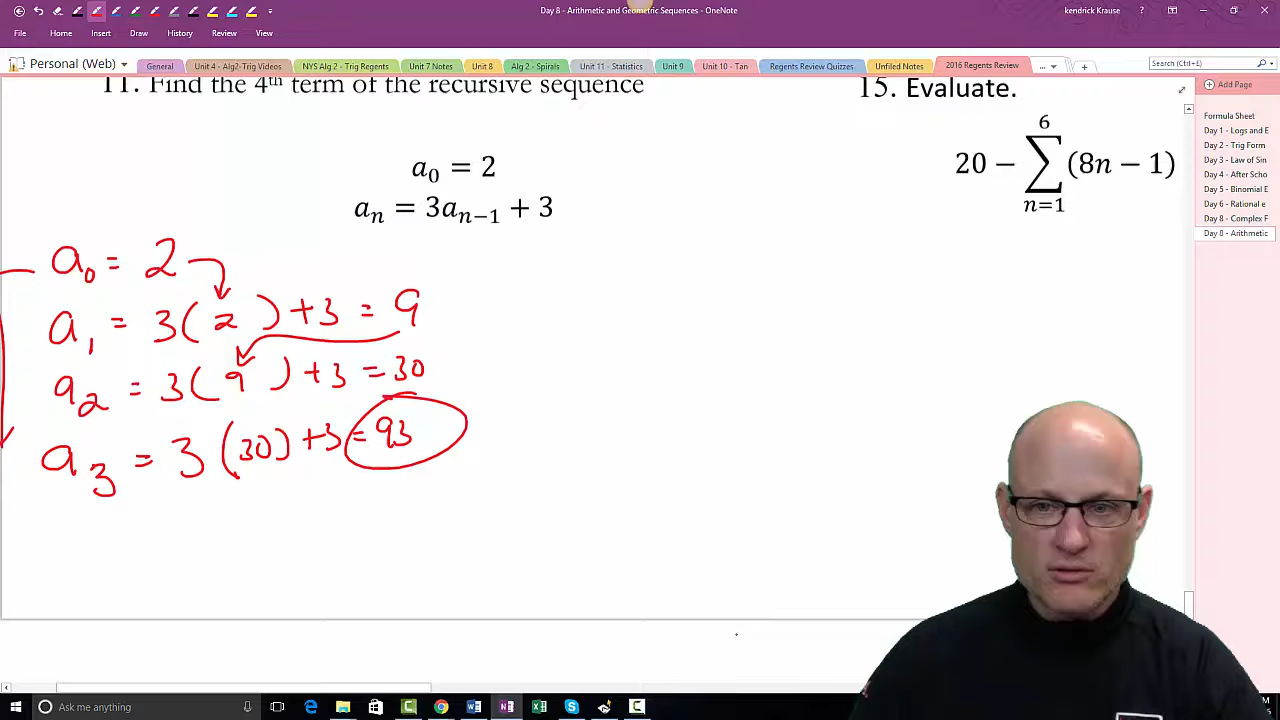 Day 8 - Arithmetic and Geometric Sequences - OneNote
kendrick Krause
File Home Insert Draw History Review View
Personal (Web)
General
Unit 4 - Alg2-Trig Videos
NYS Alg 2 - Trig Regents
Unit 7 Notes
Unit 8
Alg 2 - Spirals
Unit 11 - Statistics
Unit 9
Unit 10 - Tan
Regents Review Quizzes
Unfiled Notes
2016 Regents Review
Search (Ctrl+E)
Add Page
Formula Sheet
Day 1 - Logs and E
Day 2 - Trig Form
Day 3 - Law of Sin
Day 4 - After Scho
Day 5 - Binomial E
Day 6 - Rational e
Day 8 - Complex F
Day 9 - Arithmetic
11. Find the 4th term of the recursive sequence
a₀ = 2
aₙ = 3aₙ₋₁ + 3
a₀ = 2
a₁ = 3(2) + 3 = 9
a₂ = 3(9) + 3 = 30
a₃ = 3(30) + 3 = 93
15. Evaluate.
6
20 − ∑ (8n − 1)
n=1
Ask me anything